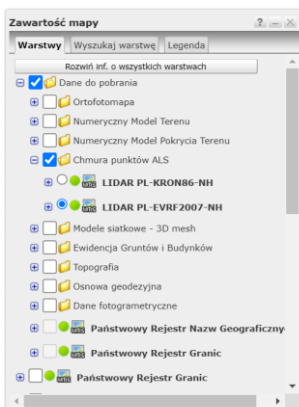 Zawartość mapy
Warstwy Wyszukaj warstwę Legenda
Rozwiń inf. o wszystkich warstwach
Dane do pobrania
Ortofotomapa
Numeryczny Model Terenu
Numeryczny Model Pokrycia Terenu
Chmura punktów ALS
LIDAR PL-KRON86-NH
LIDAR PL-EVRF2007-NH
Modele siatkowe - 3D mesh
Ewidencja Gruntów i Budynków
Topografia
Osnowa geodezyjna
Dane fotogrametryczne
Państwowy Rejestr Nazw Geograficzny
Państwowy Rejestr Granic
Państwowy Rejestr Granic